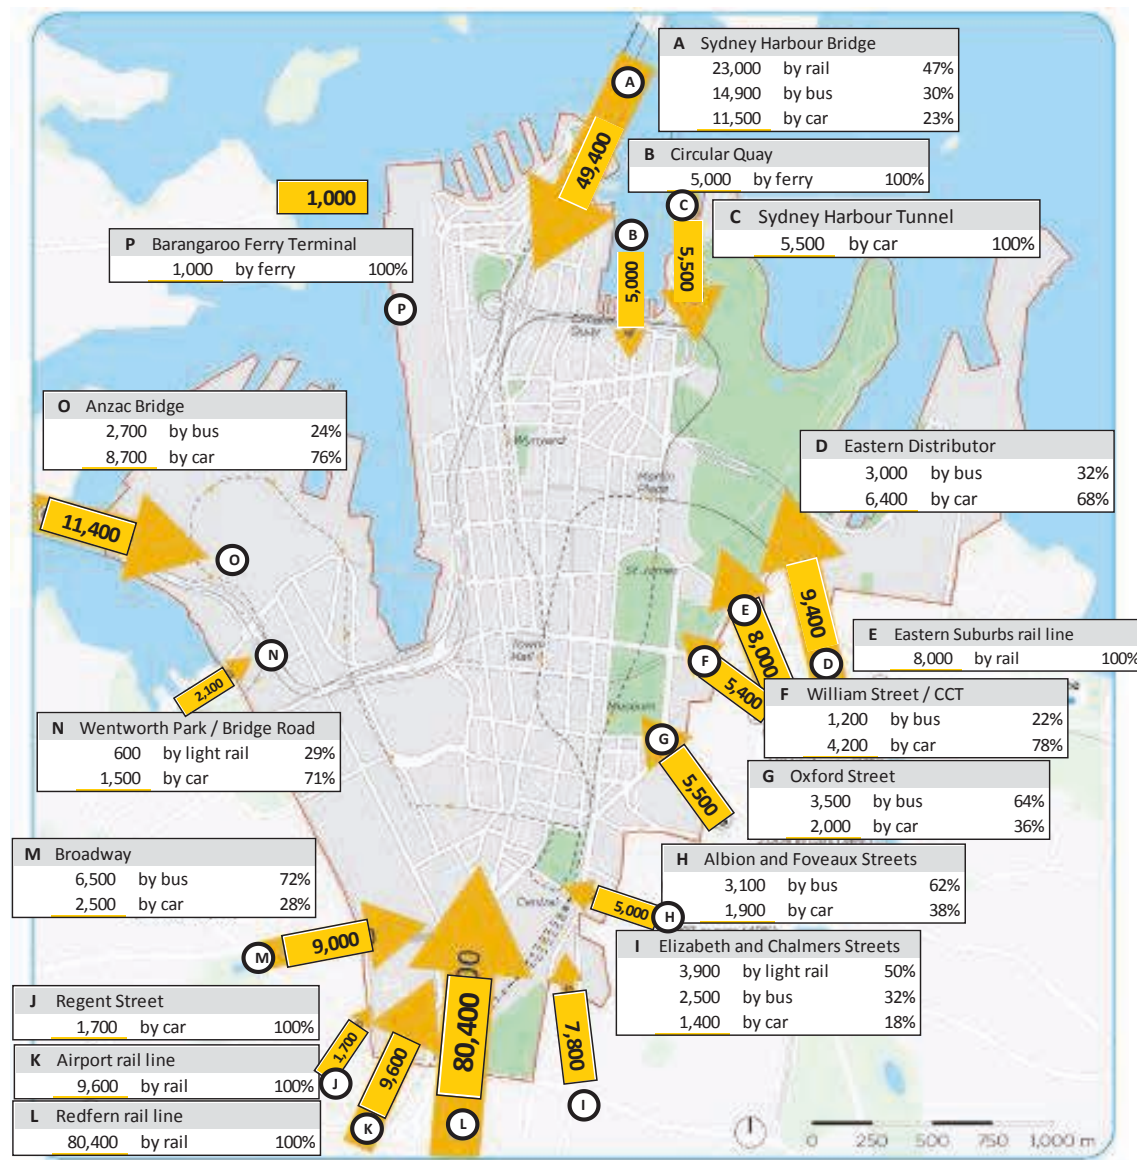 A Sydney Harbour Bridge
23,000 by rail 47%
14,900 by bus 30%
11,500 by car 23%
A
49,400
B Circular Quay
5,000 by ferry 100%
1,000
C
C Sydney Harbour Tunnel
5,500 by car 100%
B
5,000
5,500
P Barangaroo Ferry Terminal
1,000 by ferry 100%
P
Circular
Quay
O Anzac Bridge
2,700 by bus 24%
8,700 by car 76%
Wynyard
D Eastern Distributor
3,000 by bus 32%
6,400 by car 68%
Martin
Place
11,400
O
St James
E
9,400
8,000
D
E Eastern Suburbs rail line
8,000 by rail 100%
N
2,100
Town
Hall
F
5,400
F William Street / CCT
1,200 by bus 22%
4,200 by car 78%
Museum
N Wentworth Park / Bridge Road
600 by light rail 29%
1,500 by car 71%
G
5,500
G Oxford Street
3,500 by bus 64%
2,000 by car 36%
M Broadway
6,500 by bus 72%
2,500 by car 28%
H Albion and Foveaux Streets
3,100 by bus 62%
1,900 by car 38%
Central
5,000
H
M
9,000
I Elizabeth and Chalmers Streets
3,900 by light rail 50%
2,500 by bus 32%
1,400 by car 18%
J Regent Street
1,700 by car 100%
80,400
7,800
1,700
9,600
K Airport rail line
9,600 by rail 100%
J
I
L Redfern rail line
80,400 by rail 100%
K
L
0 250 500 750 1,000 m